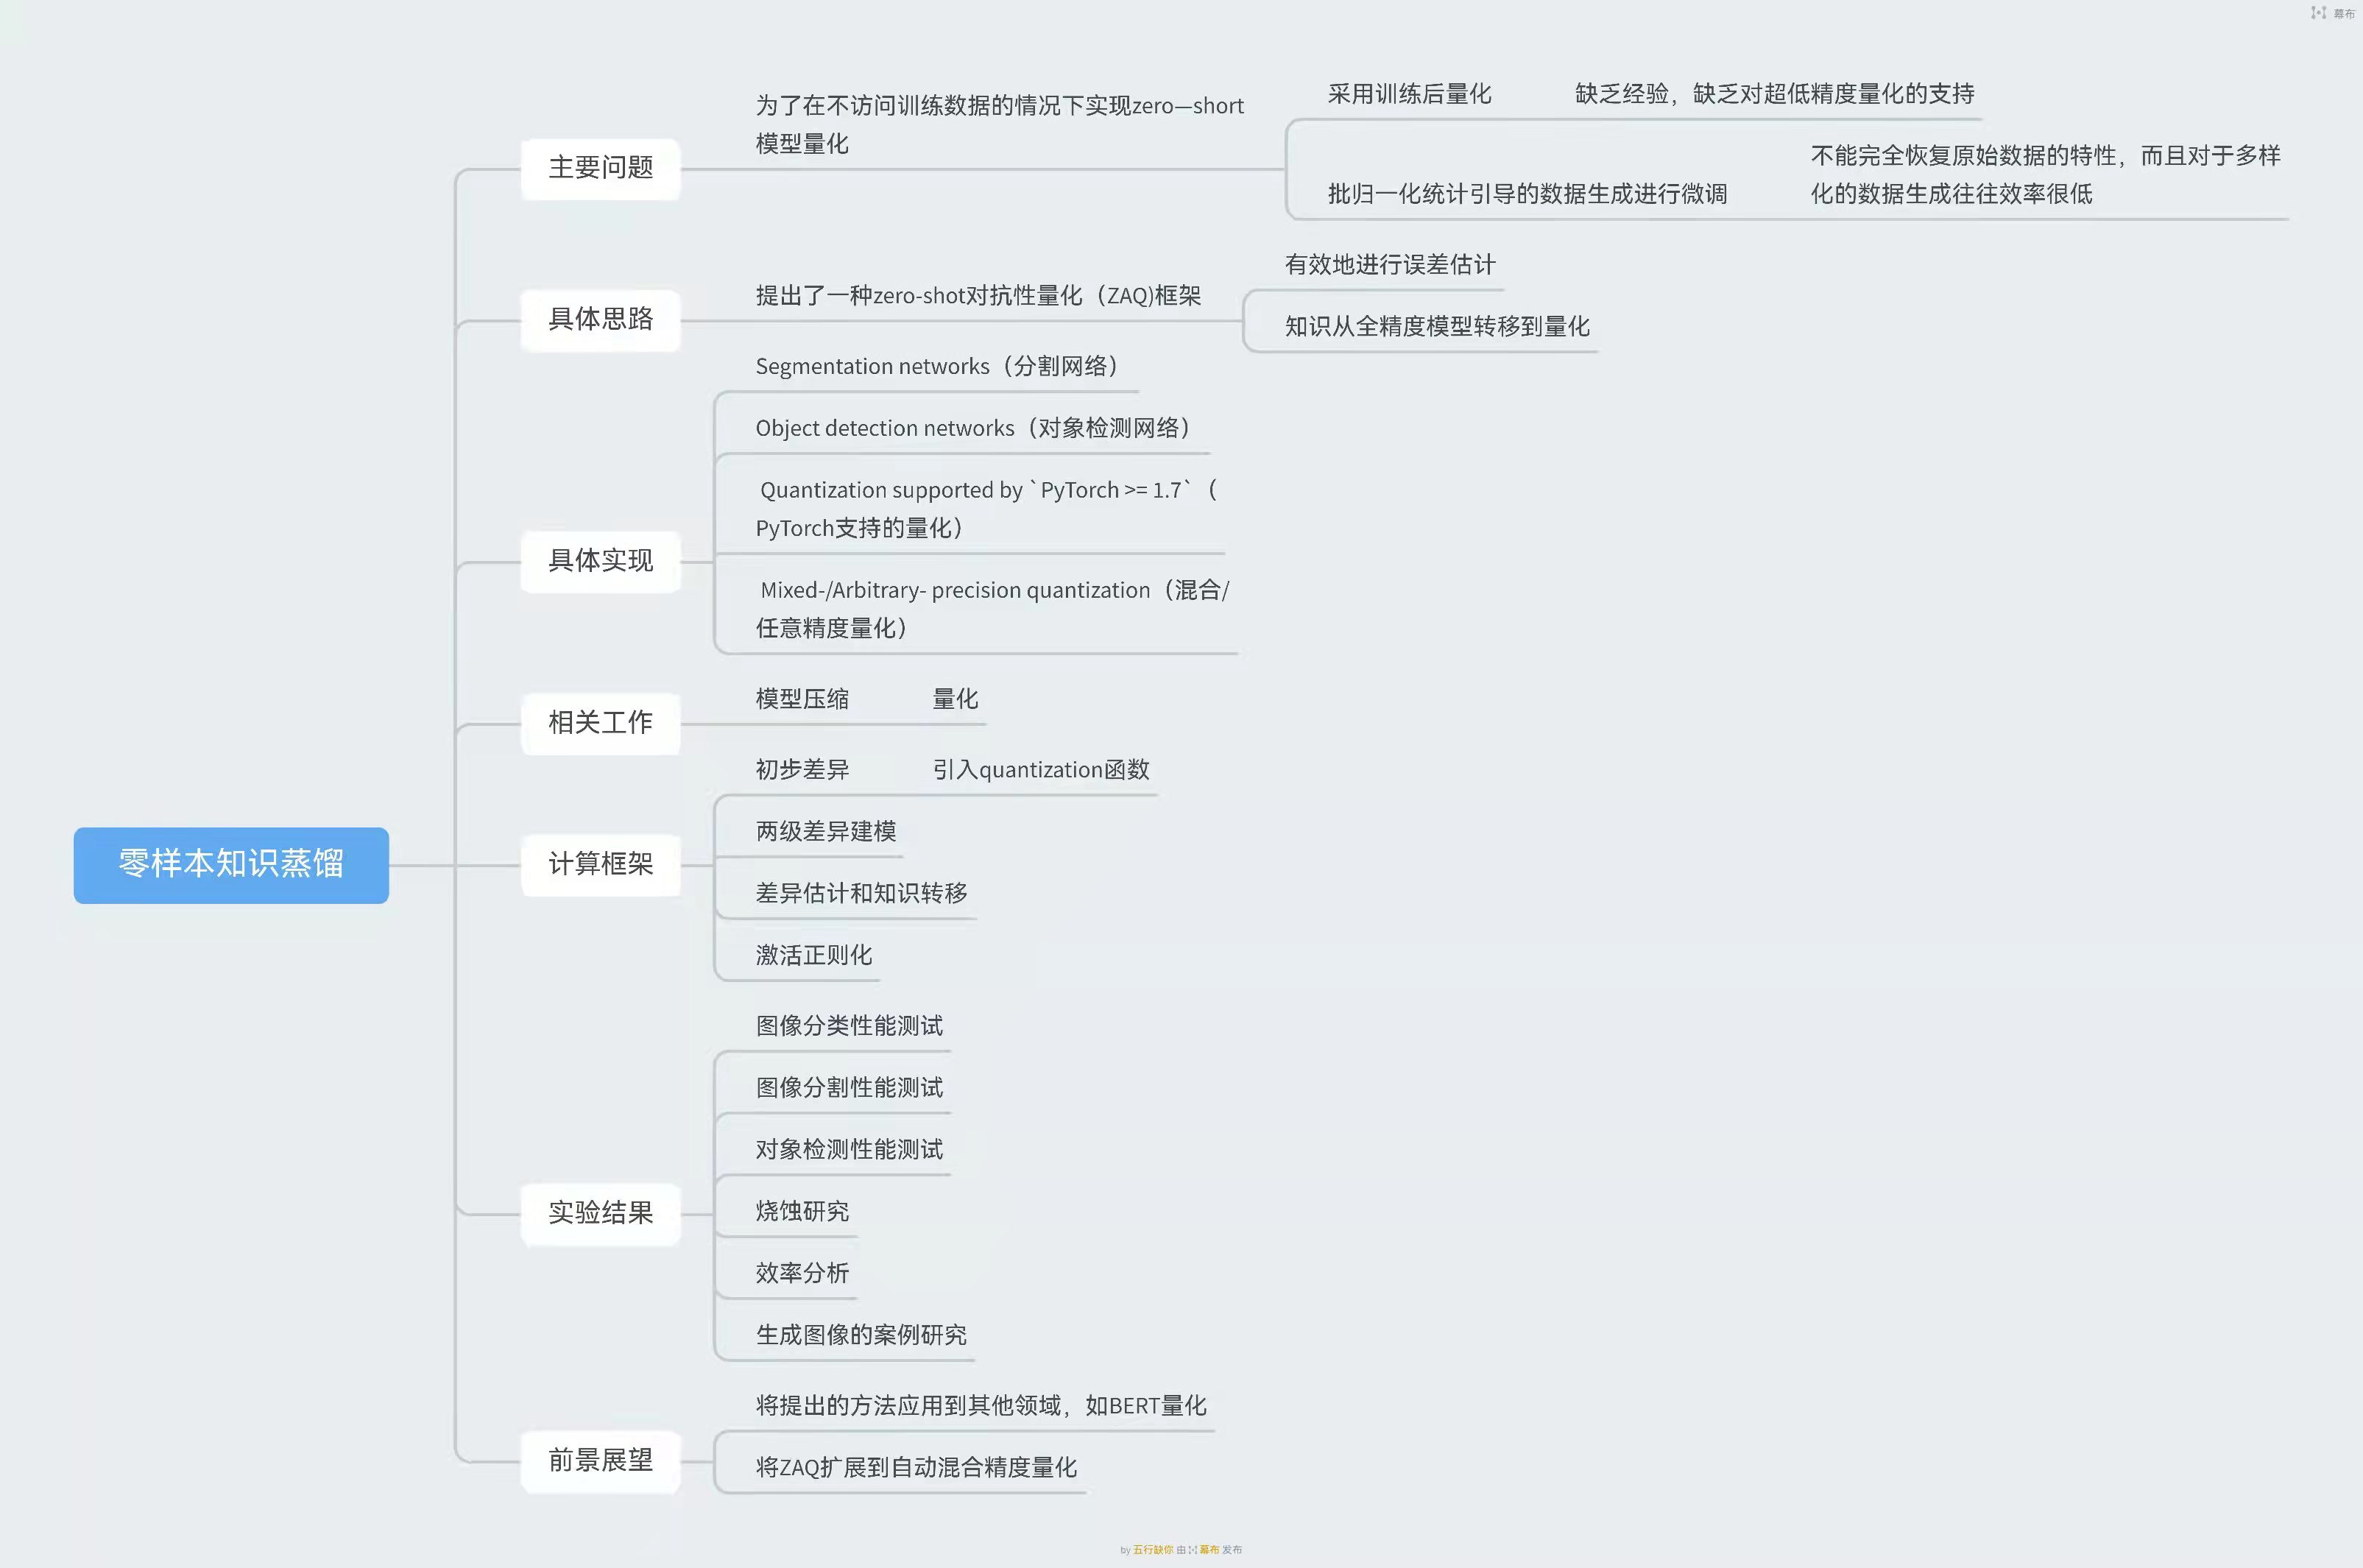 幕布
零样本知识蒸馏
主要问题
为了在不访问训练数据的情况下实现zero—short
模型量化
采用训练后量化
缺乏经验，缺乏对超低精度量化的支持
批归一化统计引导的数据生成进行微调
不能完全恢复原始数据的特性，而且对于多样
化的数据生成往往效率很低
具体思路
提出了一种zero-shot对抗性量化（ZAQ)框架
有效地进行误差估计
知识从全精度模型转移到量化
具体实现
Segmentation networks（分割网络）
Object detection networks（对象检测网络）
Quantization supported by `PyTorch >= 1.7`（
PyTorch支持的量化）
Mixed-/Arbitrary- precision quantization（混合/
任意精度量化）
相关工作
模型压缩
量化
计算框架
初步差异
引入quantization函数
两级差异建模
差异估计和知识转移
激活正则化
实验结果
图像分类性能测试
图像分割性能测试
对象检测性能测试
烧蚀研究
效率分析
生成图像的案例研究
前景展望
将提出的方法应用到其他领域，如BERT量化
将ZAQ扩展到自动混合精度量化
by 五行缺你 由 幕布 发布